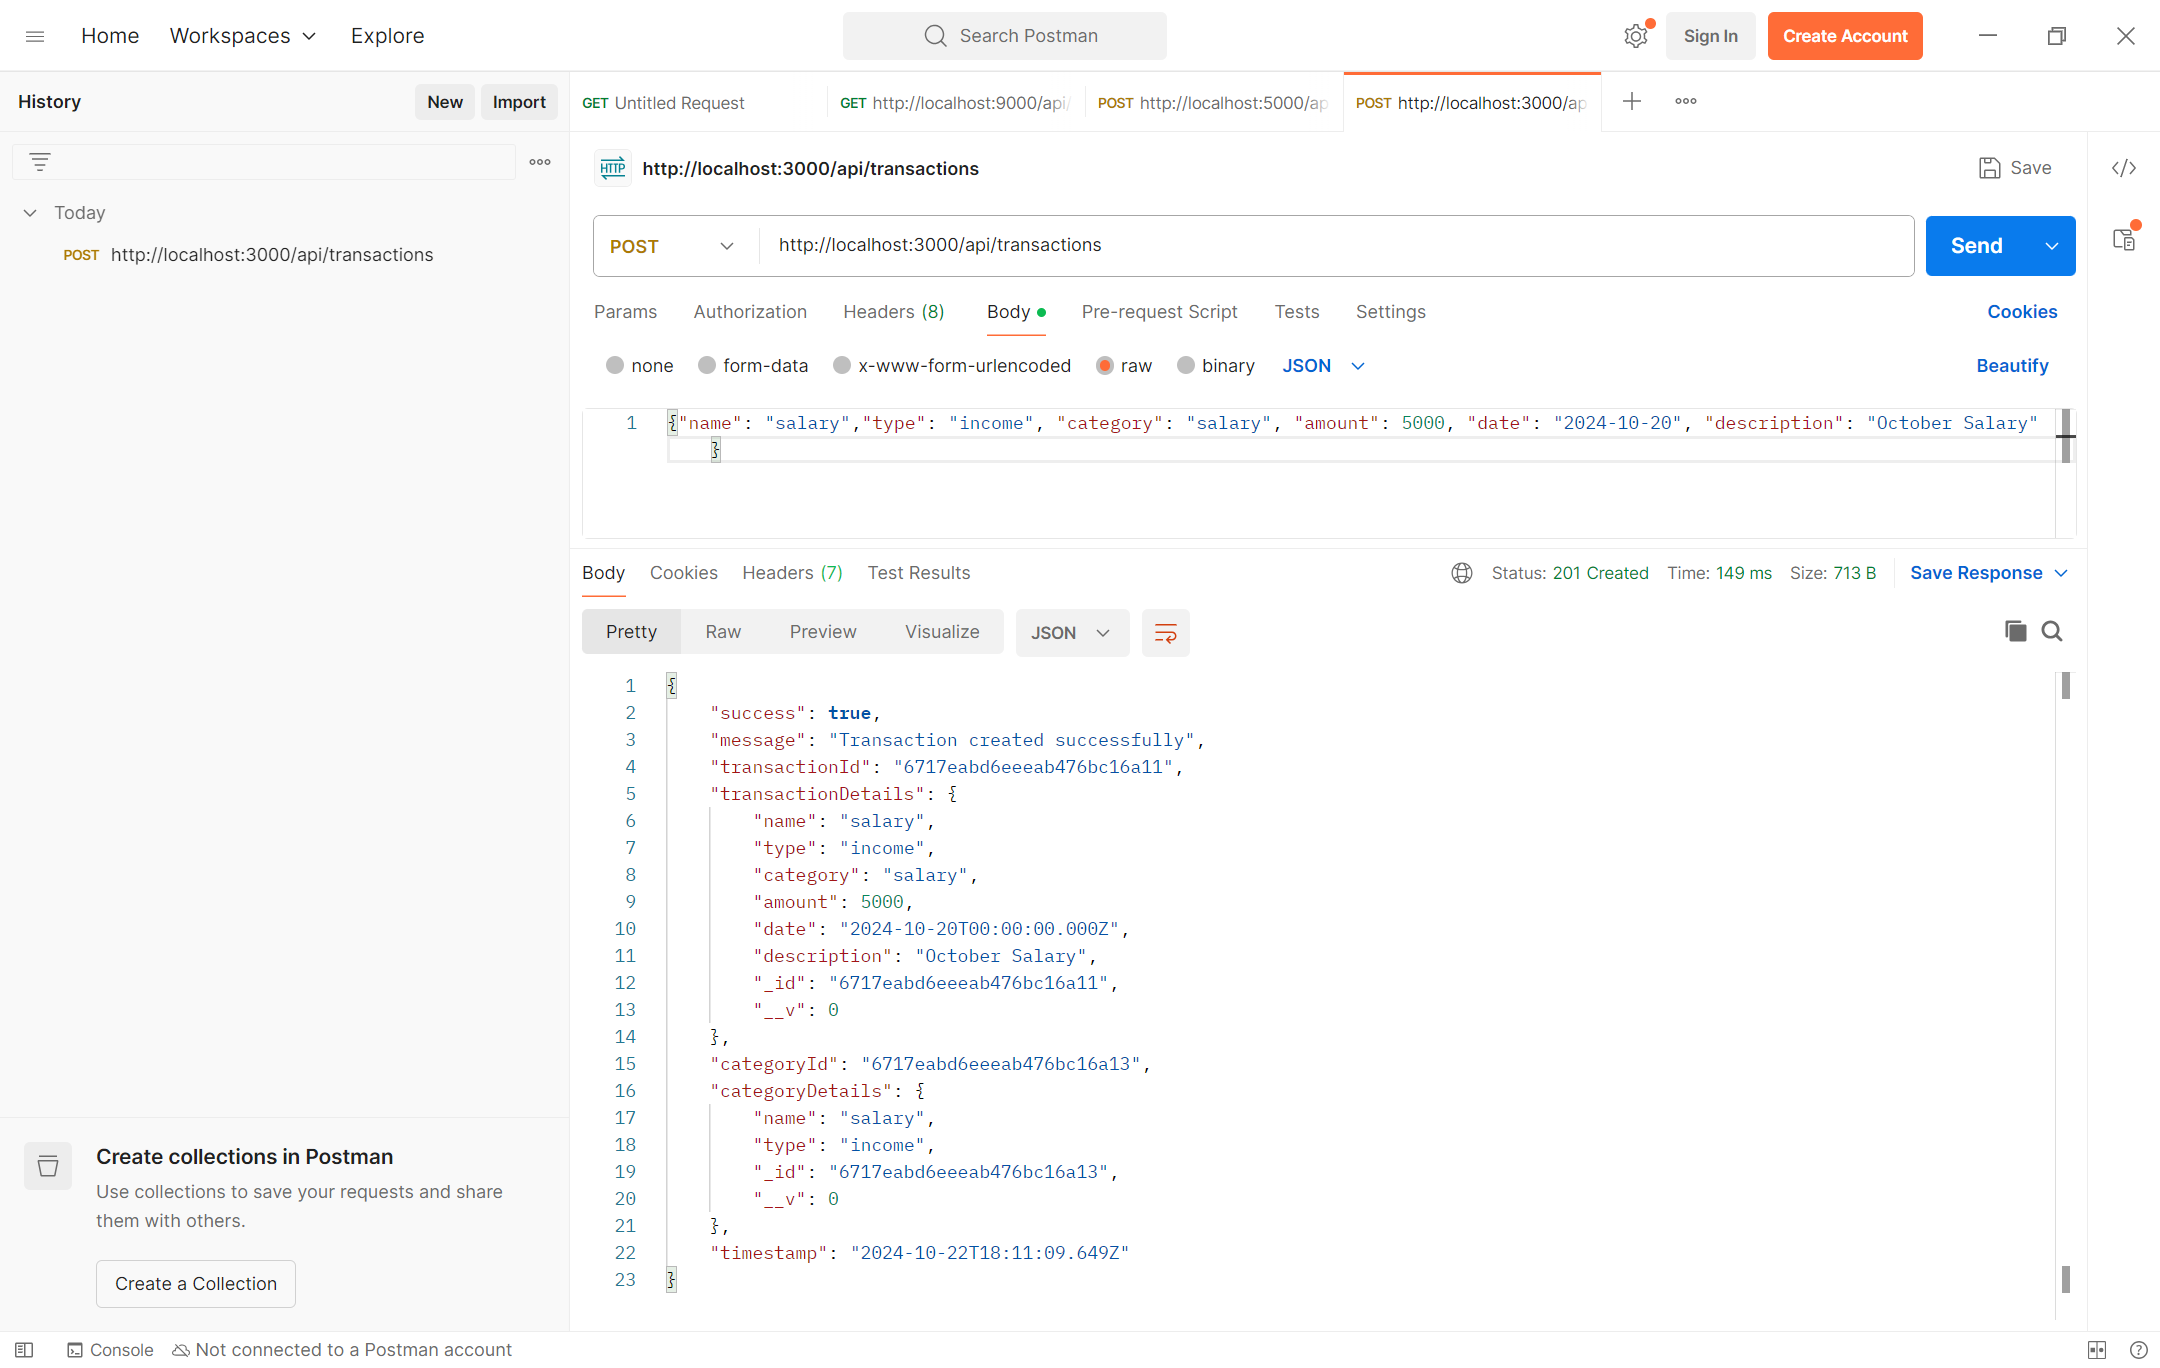 Home Workspaces Explore Search Postman Sign In Create Account
History New Import GET Untitled Request GET http://localhost:9000/api/ POST http://localhost:5000/ap POST http://localhost:3000/ap
HTTP http://localhost:3000/api/transactions Save
Today
POST http://localhost:3000/api/transactions
POST http://localhost:3000/api/transactions Send
Params Authorization Headers (8) Body Pre-request Script Tests Settings Cookies
none form-data x-www-form-urlencoded raw binary JSON Beautify
1 {"name": "salary","type": "income", "category": "salary", "amount": 5000, "date": "2024-10-20", "description": "October Salary"
}
Body Cookies Headers (7) Test Results Status: 201 Created Time: 149 ms Size: 713 B Save Response
Pretty Raw Preview Visualize JSON
1 {
2 "success": true,
3 "message": "Transaction created successfully",
4 "transactionId": "6717eabd6eeeab476bc16a11",
5 "transactionDetails": {
6 "name": "salary",
7 "type": "income",
8 "category": "salary",
9 "amount": 5000,
10 "date": "2024-10-20T00:00:00.000Z",
11 "description": "October Salary",
12 "_id": "6717eabd6eeeab476bc16a11",
13 "__v": 0
14 },
15 "categoryId": "6717eabd6eeeab476bc16a13",
16 "categoryDetails": {
17 "name": "salary",
18 "type": "income",
19 "_id": "6717eabd6eeeab476bc16a13",
20 "__v": 0
21 },
22 "timestamp": "2024-10-22T18:11:09.649Z"
23 }
Create collections in Postman
Use collections to save your requests and share
them with others.
Create a Collection
Console Not connected to a Postman account